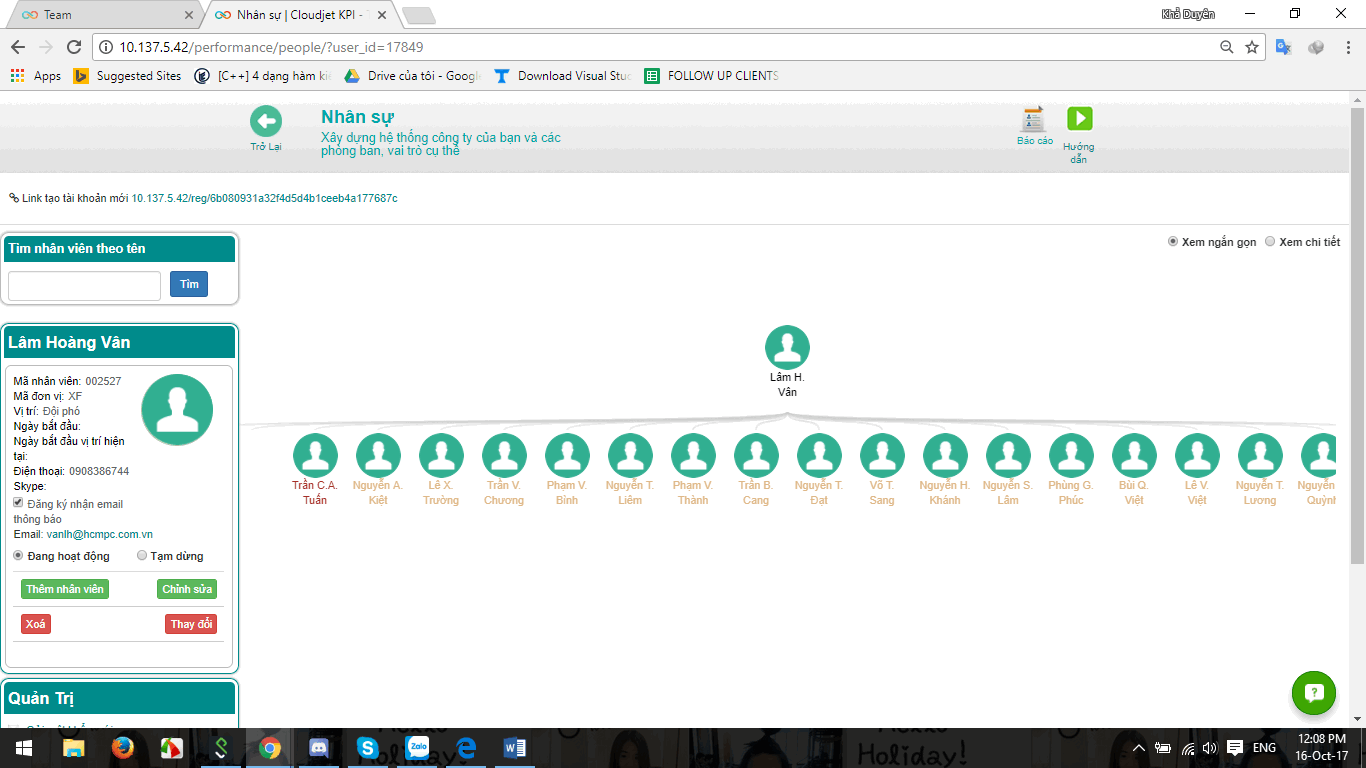 Team
Nhân sự | Cloudjet KPI -
Khả Duyên
10.137.5.42/performance/people/?user_id=17849
Apps
Suggested Sites
[C++] 4 dạng hàm
Drive của tôi - Google
Download Visual Stu
FOLLOW UP CLIENTS
Trở Lại
Nhân sự
Xây dựng hệ thống công ty của bạn và các
phòng ban, vai trò cụ thể
Báo cáo
Hướng
dẫn
Link tạo tài khoản mới 10.137.5.42/reg/6b080931a32f4d5d4b1ceeb4a177687c
Tìm nhân viên theo tên
Tìm
Xem ngắn gọn
Xem chi tiết
Lâm Hoàng Vân
Mã nhân viên: 002527
Mã đơn vị: XF
Vị trí: Đội phó
Ngày bắt đầu:
Ngày bắt đầu vị trí hiện
tại:
Điện thoại: 0908386744
Skype:
Đăng ký nhận email
thông báo
Email: vanlh@hcmpc.com.vn
Đang hoạt động
Tạm dừng
Thêm nhân viên
Chỉnh sửa
Xoá
Thay đổi
Quản Trị
Lâm H.
Vân
Trần C.A.
Tuấn
Nguyễn A.
Kiệt
Lê X.
Trường
Trần V.
Chương
Phạm V.
Bình
Nguyễn T.
Liêm
Phạm V.
Thành
Trần B.
Cang
Nguyễn T.
Đạt
Võ T.
Sang
Nguyễn H.
Khánh
Nguyễn S.
Lâm
Phùng G.
Phúc
Bùi Q.
Việt
Lê V.
Việt
Nguyễn T.
Lương
Nguyễn
Quỳnh
Zalo
Holiday!
Hello
Holiday!
ENG
12:08 PM
16-Oct-17